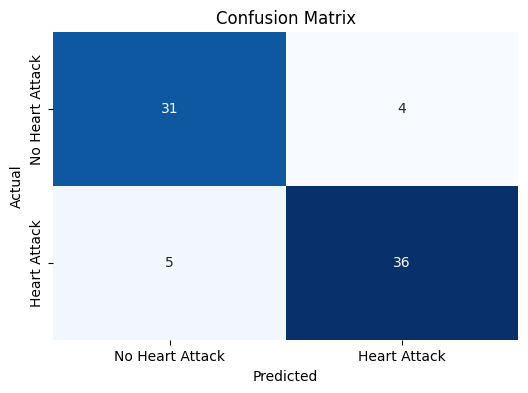 Confusion Matrix
Actual
No Heart Attack
31
4
Heart Attack
5
36
No Heart Attack
Heart Attack
Predicted